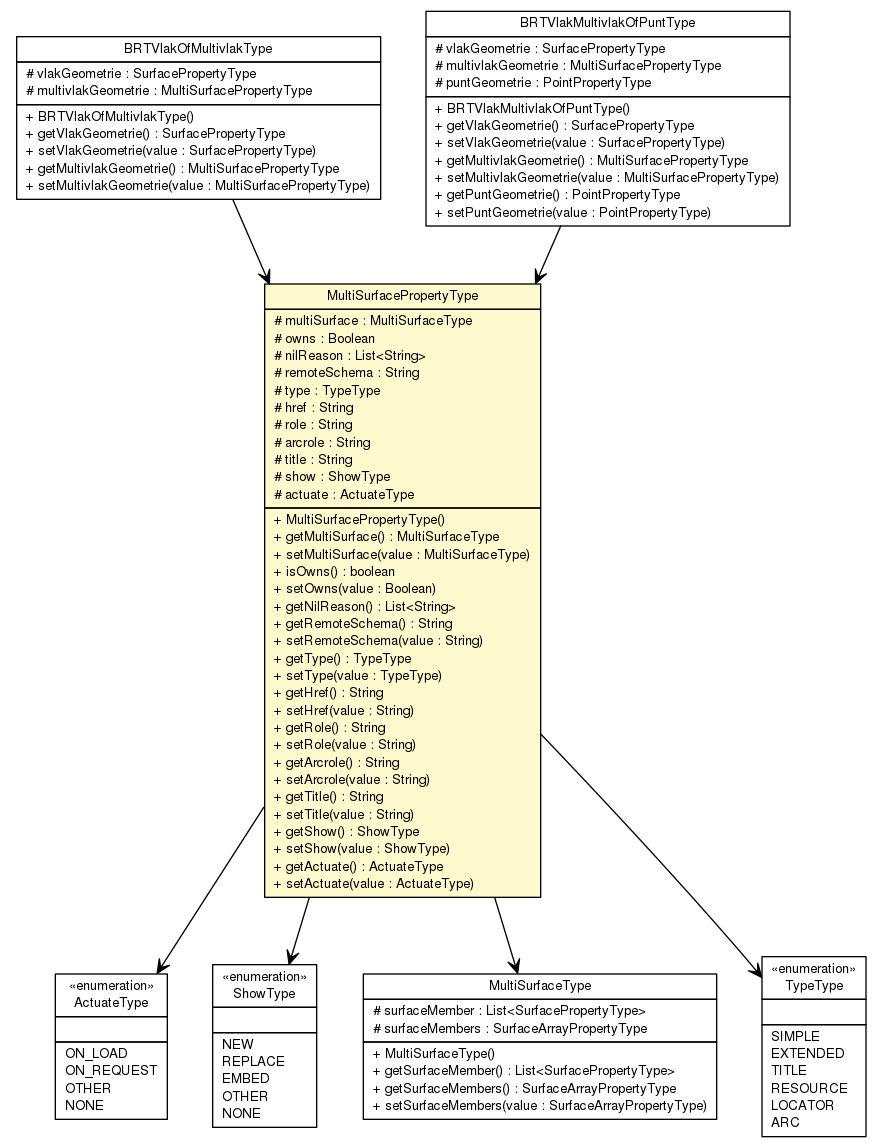 BRTVlakOfMultivlakType
# vlakGeometrie : SurfacePropertyType
# multivlakGeometrie : MultiSurfacePropertyType
+ BRTVlakOfMultivlakType()
+ getVlakGeometrie() : SurfacePropertyType
+ setVlakGeometrie(value : SurfacePropertyType)
+ getMultivlakGeometrie() : MultiSurfacePropertyType
+ setMultivlakGeometrie(value : MultiSurfacePropertyType)
BRTVlakMultivlakOfPuntType
# vlakGeometrie : SurfacePropertyType
# multivlakGeometrie : MultiSurfacePropertyType
# puntGeometrie : PointPropertyType
+ BRTVlakMultivlakOfPuntType()
+ getVlakGeometrie() : SurfacePropertyType
+ setVlakGeometrie(value : SurfacePropertyType)
+ getMultivlakGeometrie() : MultiSurfacePropertyType
+ setMultivlakGeometrie(value : MultiSurfacePropertyType)
+ getPuntGeometrie() : PointPropertyType
+ setPuntGeometrie(value : PointPropertyType)
MultiSurfacePropertyType
# multiSurface : MultiSurfaceType
# owns : Boolean
# nilReason : List<String>
# remoteSchema : String
# type : TypeType
# href : String
# role : String
# arcrole : String
# title : String
# show : ShowType
# actuate : ActuateType
+ MultiSurfacePropertyType()
+ getMultiSurface() : MultiSurfaceType
+ setMultiSurface(value : MultiSurfaceType)
+ isOwns() : boolean
+ setOwns(value : Boolean)
+ getNilReason() : List<String>
+ getRemoteSchema() : String
+ setRemoteSchema(value : String)
+ getType() : TypeType
+ setType(value : TypeType)
+ getHref() : String
+ setHref(value : String)
+ getRole() : String
+ setRole(value : String)
+ getArcrole() : String
+ setArcrole(value : String)
+ getTitle() : String
+ setTitle(value : String)
+ getShow() : ShowType
+ setShow(value : ShowType)
+ getActuate() : ActuateType
+ setActuate(value : ActuateType)
«enumeration»
ActuateType
ON_LOAD
ON_REQUEST
OTHER
NONE
«enumeration»
ShowType
NEW
REPLACE
EMBED
OTHER
NONE
MultiSurfaceType
# surfaceMember : List<SurfacePropertyType>
# surfaceMembers : SurfaceArrayPropertyType
+ MultiSurfaceType()
+ getSurfaceMember() : List<SurfacePropertyType>
+ getSurfaceMembers() : SurfaceArrayPropertyType
+ setSurfaceMembers(value : SurfaceArrayPropertyType)
«enumeration»
TypeType
SIMPLE
EXTENDED
TITLE
RESOURCE
LOCATOR
ARC